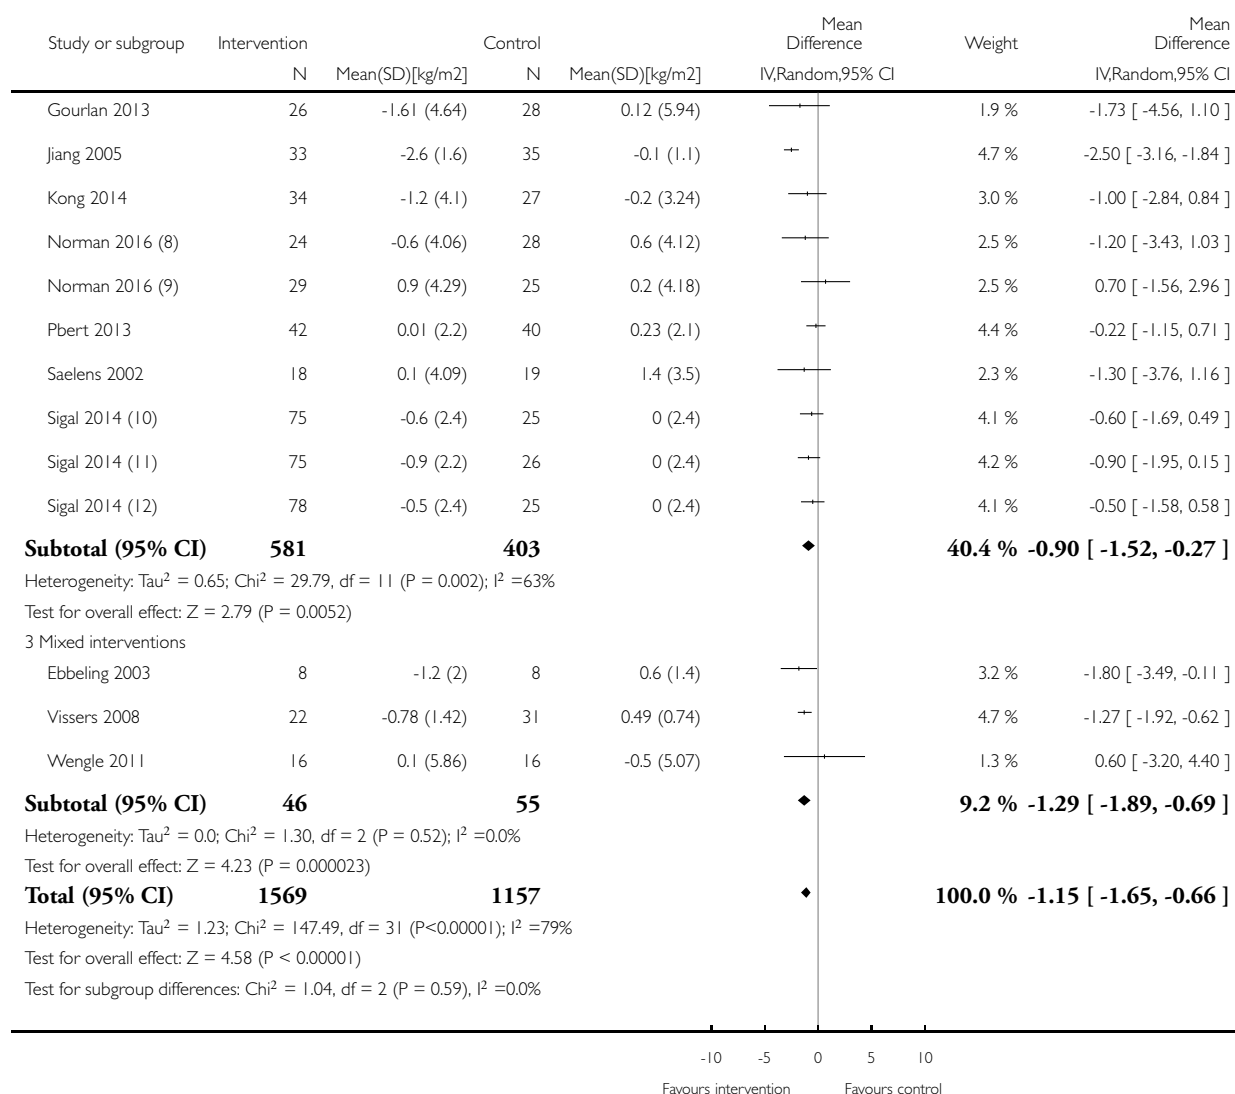 Study or subgroup Intervention Control Mean Difference Weight Mean Difference
N Mean(SD)[kg/m2] N Mean(SD)[kg/m2] IV,Random,95% CI IV,Random,95% CI
Gourlan 2013 26 -1.61 (4.64) 28 0.12 (5.94) 1.9 % -1.73 [ -4.56, 1.10 ]
Jiang 2005 33 -2.6 (1.6) 35 -0.1 (1.1) 4.7 % -2.50 [ -3.16, -1.84 ]
Kong 2014 34 -1.2 (4.1) 27 -0.2 (3.24) 3.0 % -1.00 [ -2.84, 0.84 ]
Norman 2016 (8) 24 -0.6 (4.06) 28 0.6 (4.12) 2.5 % -1.20 [ -3.43, 1.03 ]
Norman 2016 (9) 29 0.9 (4.29) 25 0.2 (4.18) 2.5 % 0.70 [ -1.56, 2.96 ]
Pbert 2013 42 0.01 (2.2) 40 0.23 (2.1) 4.4 % -0.22 [ -1.15, 0.71 ]
Saelens 2002 18 0.1 (4.09) 19 1.4 (3.5) 2.3 % -1.30 [ -3.76, 1.16 ]
Sigal 2014 (10) 75 -0.6 (2.4) 25 0 (2.4) 4.1 % -0.60 [ -1.69, 0.49 ]
Sigal 2014 (11) 75 -0.9 (2.2) 26 0 (2.4) 4.2 % -0.90 [ -1.95, 0.15 ]
Sigal 2014 (12) 78 -0.5 (2.4) 25 0 (2.4) 4.1 % -0.50 [ -1.58, 0.58 ]
Subtotal (95% CI) 581 403 40.4 % -0.90 [ -1.52, -0.27 ]
Heterogeneity: Tau² = 0.65; Chi² = 29.79, df = 11 (P = 0.002); I² =63%
Test for overall effect: Z = 2.79 (P = 0.0052)
3 Mixed interventions
Ebbeling 2003 8 -1.2 (2) 8 0.6 (1.4) 3.2 % -1.80 [ -3.49, -0.11 ]
Vissers 2008 22 -0.78 (1.42) 31 0.49 (0.74) 4.7 % -1.27 [ -1.92, -0.62 ]
Wengle 2011 16 0.1 (5.86) 16 -0.5 (5.07) 1.3 % 0.60 [ -3.20, 4.40 ]
Subtotal (95% CI) 46 55 9.2 % -1.29 [ -1.89, -0.69 ]
Heterogeneity: Tau² = 0.0; Chi² = 1.30, df = 2 (P = 0.52); I² =0.0%
Test for overall effect: Z = 4.23 (P = 0.000023)
Total (95% CI) 1569 1157 100.0 % -1.15 [ -1.65, -0.66 ]
Heterogeneity: Tau² = 1.23; Chi² = 147.49, df = 31 (P<0.00001); I² =79%
Test for overall effect: Z = 4.58 (P < 0.00001)
Test for subgroup differences: Chi² = 1.04, df = 2 (P = 0.59), I² =0.0%
-10 -5 0 5 10
Favours intervention Favours control